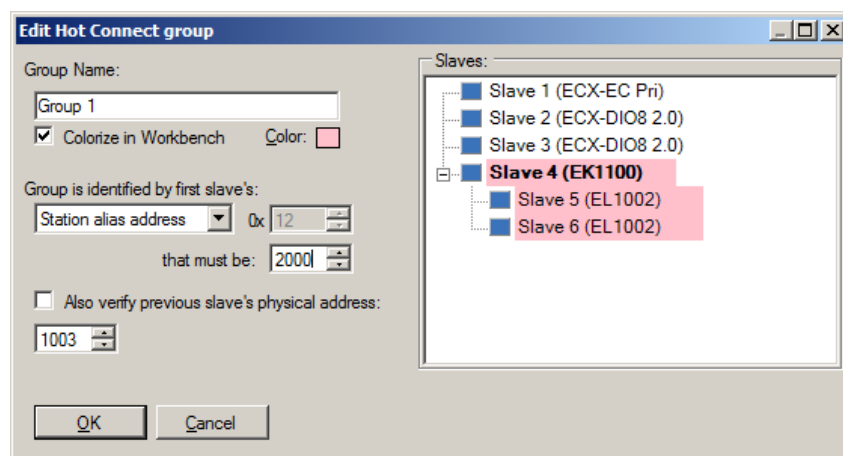 Edit Hot Connect group
Group Name:
Group 1
Colorize in Workbench Color:
Group is identified by first slave's:
Station alias address 0x 12
that must be: 2000
Also verify previous slave's physical address:
1003
OK Cancel
Slaves:
Slave 1 (ECX-EC Pri)
Slave 2 (ECX-DIO8 2.0)
Slave 3 (ECX-DIO8 2.0)
Slave 4 (EK1100)
Slave 5 (EL1002)
Slave 6 (EL1002)